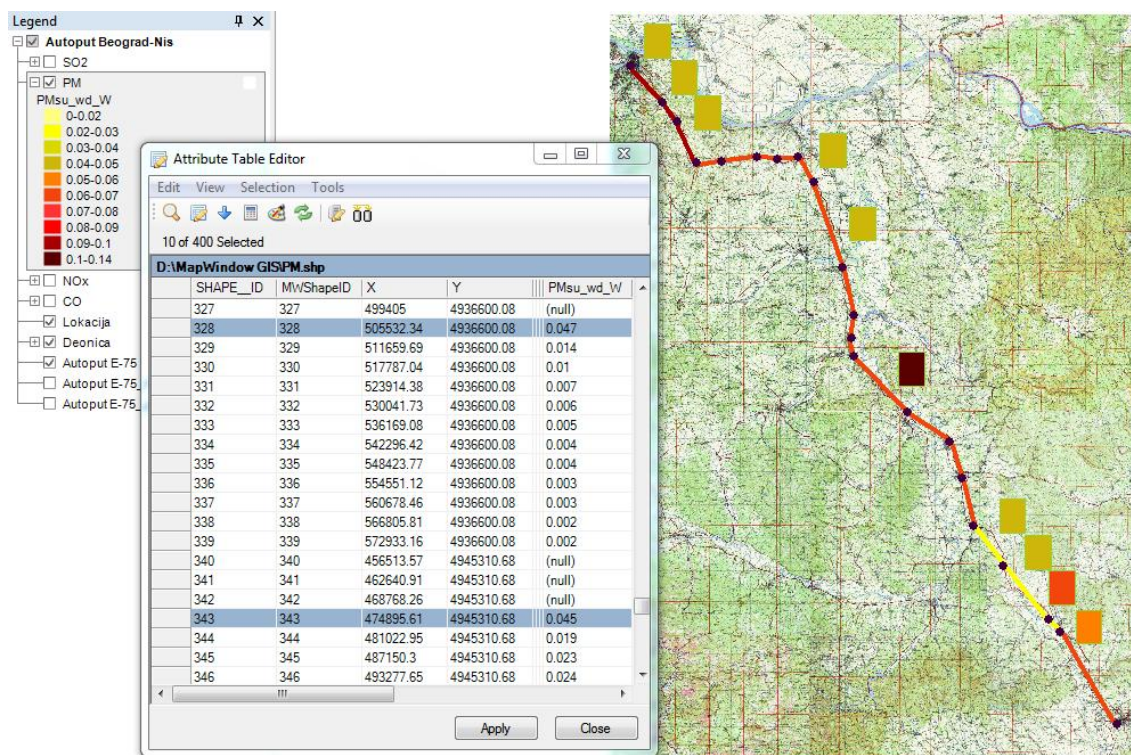 Legend
Autoput Beograd-Nis
SO2
PM
PMsu_wd_W
0-0.02
0.02-0.03
0.03-0.04
0.04-0.05
0.05-0.06
0.06-0.07
0.07-0.08
0.08-0.09
0.09-0.1
0.1-0.14
NOx
CO
Lokacija
Deonica
Autoput E-75
Autoput E-75_
Autoput E-75_
Attribute Table Editor
Edit View Selection Tools
10 of 400 Selected
D:\MapWindow GIS\PM.shp
SHAPE__ID MWShapeID X Y PMsu_wd_W
327 327 499405 4936600.08 (null)
328 328 505532.34 4936600.08 0.047
329 329 511659.69 4936600.08 0.014
330 330 517787.04 4936600.08 0.01
331 331 523914.38 4936600.08 0.007
332 332 530041.73 4936600.08 0.006
333 333 536169.08 4936600.08 0.005
334 334 542296.42 4936600.08 0.004
335 335 548423.77 4936600.08 0.004
336 336 554551.12 4936600.08 0.003
337 337 560678.46 4936600.08 0.003
338 338 566805.81 4936600.08 0.002
339 339 572933.16 4936600.08 0.002
340 340 456513.57 4945310.68 (null)
341 341 462640.91 4945310.68 (null)
342 342 468768.26 4945310.68 (null)
343 343 474895.61 4945310.68 0.045
344 344 481022.95 4945310.68 0.019
345 345 487150.3 4945310.68 0.023
346 346 493277.65 4945310.68 0.024
Apply Close